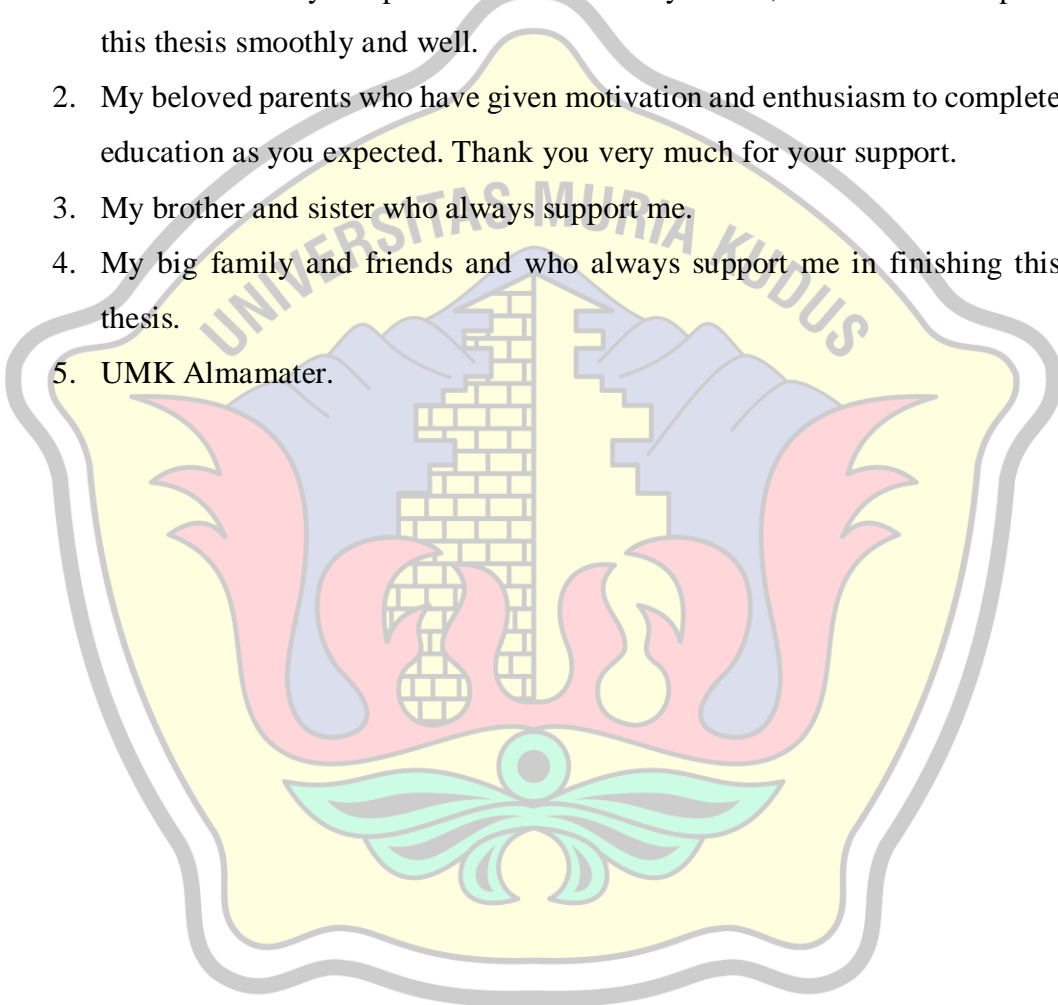 this thesis smoothly and well.
2. My beloved parents who have given motivation and enthusiasm to complete
education as you expected. Thank you very much for your support.
3. My brother and sister who always support me.
UNIVERSITAS MURIA KUDUS
4. My big family and friends and who always support me in finishing this
thesis.
5. UMK Almamater.